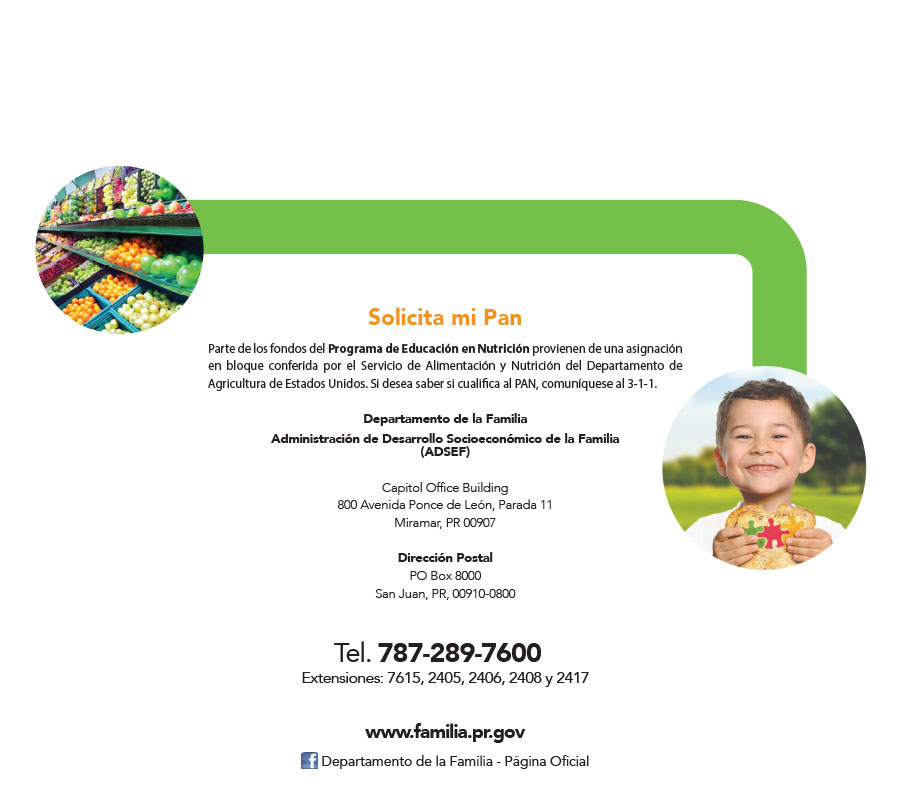 Solicita mi Pan
Parte de los fondos del Programa de Educación en Nutrición provienen de una asignación
en bloque conferida por el Servicio de Alimentación y Nutrición del Departamento de
Agricultura de Estados Unidos. Si desea saber si cualifica al PAN, comuníquese al 3-1-1.
Departamento de la Familia
Administración de Desarrollo Socioeconómico de la Familia
(ADSEF)
Capitol Office Building
800 Avenida Ponce de León, Parada 11
Miramar, PR 00907
Dirección Postal
PO Box 8000
San Juan, PR, 00910-0800
Tel. 787-289-7600
Extensiones: 7615, 2405, 2406, 2408 y 2417
www.familia.pr.gov
f Departamento de la Familia - Página Oficial